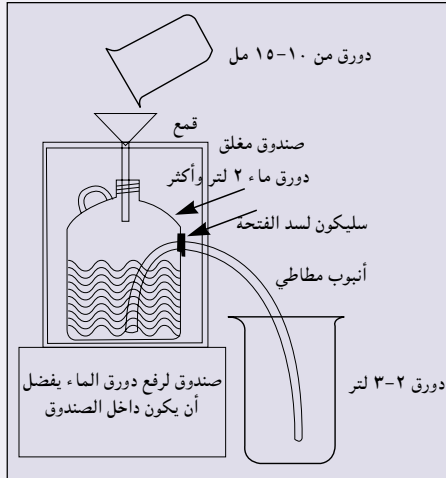 دورق من ١٠-١٥ مل
قمع
صندوق مغلق
دورق ماء ٢ لتر وأكثر
سليكون لسد الفتحة
أنبوب مطاطي
دورق ٢-٣ لتر
صندوق لرفع دورق الماء يفضل
أن يكون داخل الصندوق